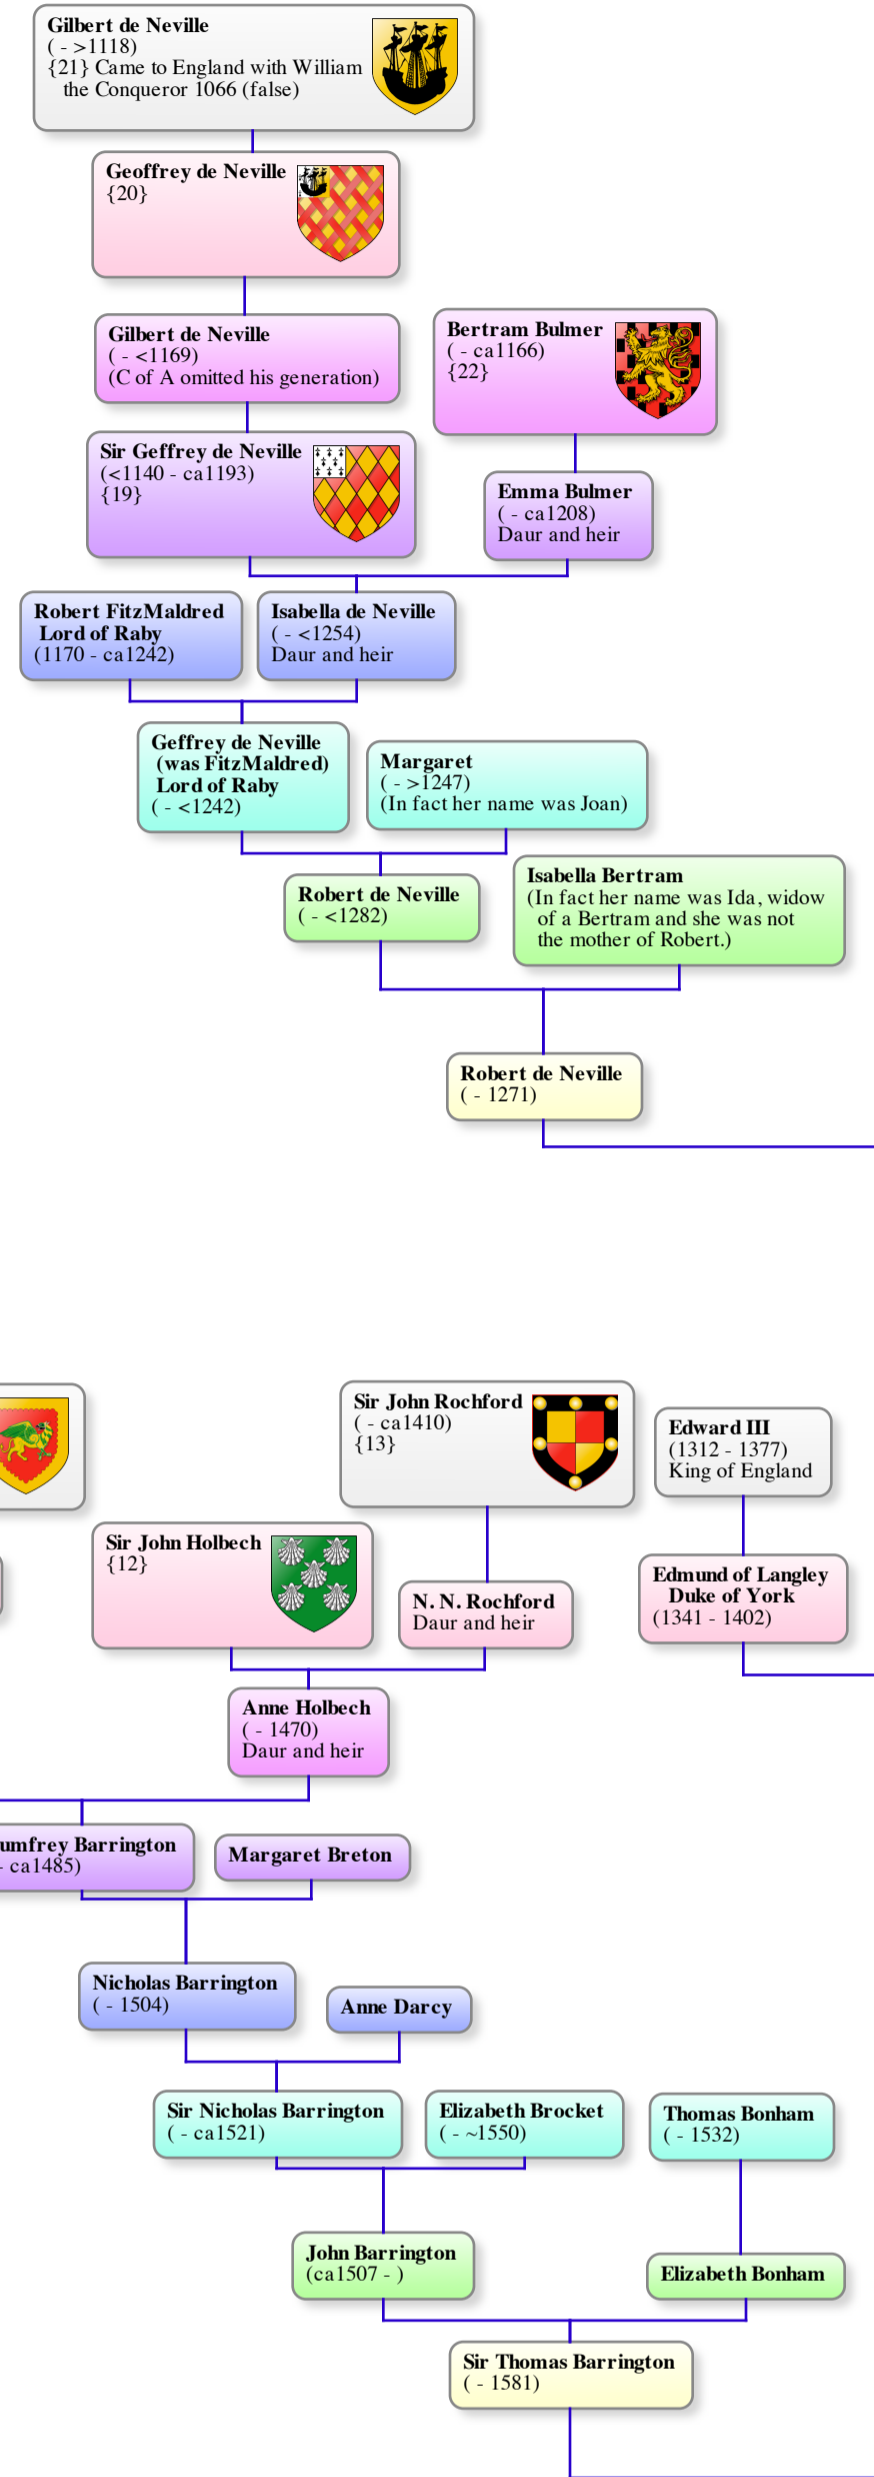 Gilbert de Neville
( - >1118)
{21} Came to England with William
the Conqueror 1066 (false)
Geoffrey de Neville
{20}
Gilbert de Neville
( - <1169)
(C of A omitted his generation)
Bertram Bulmer
( - ca1166)
{22}
Sir Geffrey de Neville
(<1140 - ca1193)
{19}
Emma Bulmer
( - ca1208)
Daur and heir
Robert FitzMaldred
Lord of Raby
(1170 - ca1242)
Isabella de Neville
( - <1254)
Daur and heir
Geffrey de Neville
(was FitzMaldred)
Lord of Raby
( - <1242)
Margaret
( - >1247)
(In fact her name was Joan)
Robert de Neville
( - <1282)
Isabella Bertram
(In fact her name was Ida, widow
of a Bertram and she was not
the mother of Robert.)
Robert de Neville
( - 1271)
Sir John Rochford
( - ca1410)
{13}
Edward III
(1312 - 1377)
King of England
Sir John Holbech
{12}
N. N. Rochford
Daur and heir
Edmund of Langley
Duke of York
(1341 - 1402)
Anne Holbech
( - 1470)
Daur and heir
umfrey Barrington
- ca1485)
Margaret Breton
Nicholas Barrington
( - 1504)
Anne Darcy
Sir Nicholas Barrington
( - ca1521)
Elizabeth Brocket
( - ~1550)
Thomas Bonham
( - 1532)
John Barrington
(ca1507 - )
Elizabeth Bonham
Sir Thomas Barrington
( - 1581)